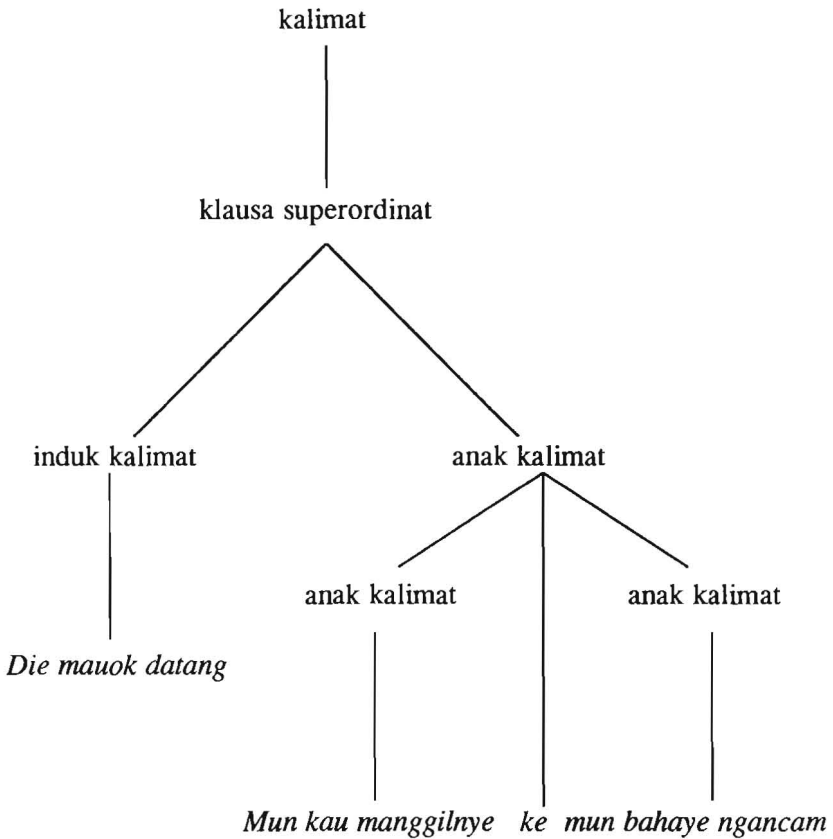 kalimat
klausa superordinat
induk kalimat anak kalimat
anak kalimat anak kalimat
Die mauok datang
Mun kau manggilnye ke mun bahaye ngancam